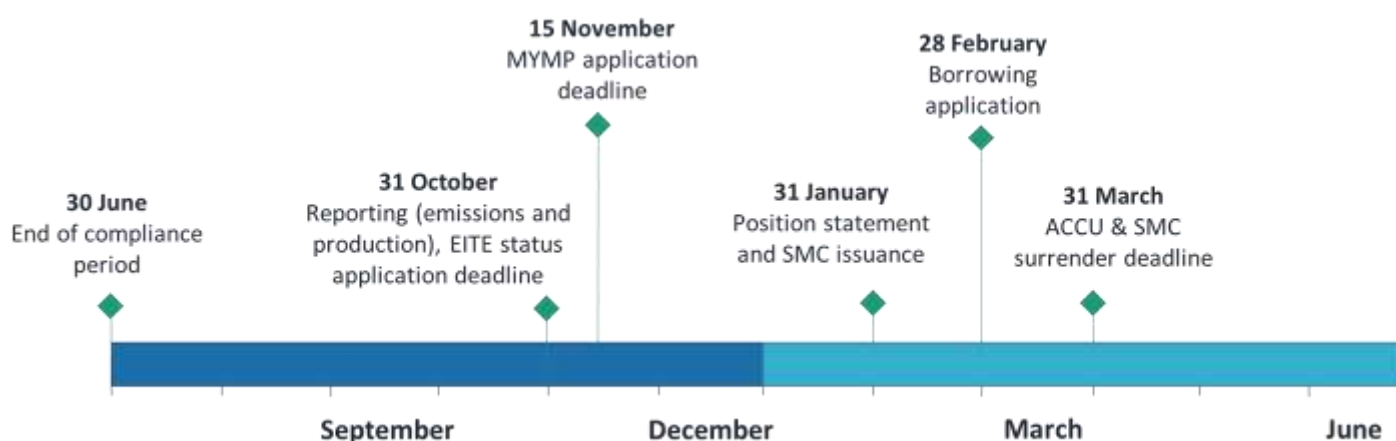 30 June
End of compliance
period
31 October
Reporting (emissions and
production), EITE status
application deadline
15 November
MYMP application
deadline
31 January
Position statement
and SMC issuance
28 February
Borrowing
application
31 March
ACCU & SMC
surrender deadline
September
December
March
June